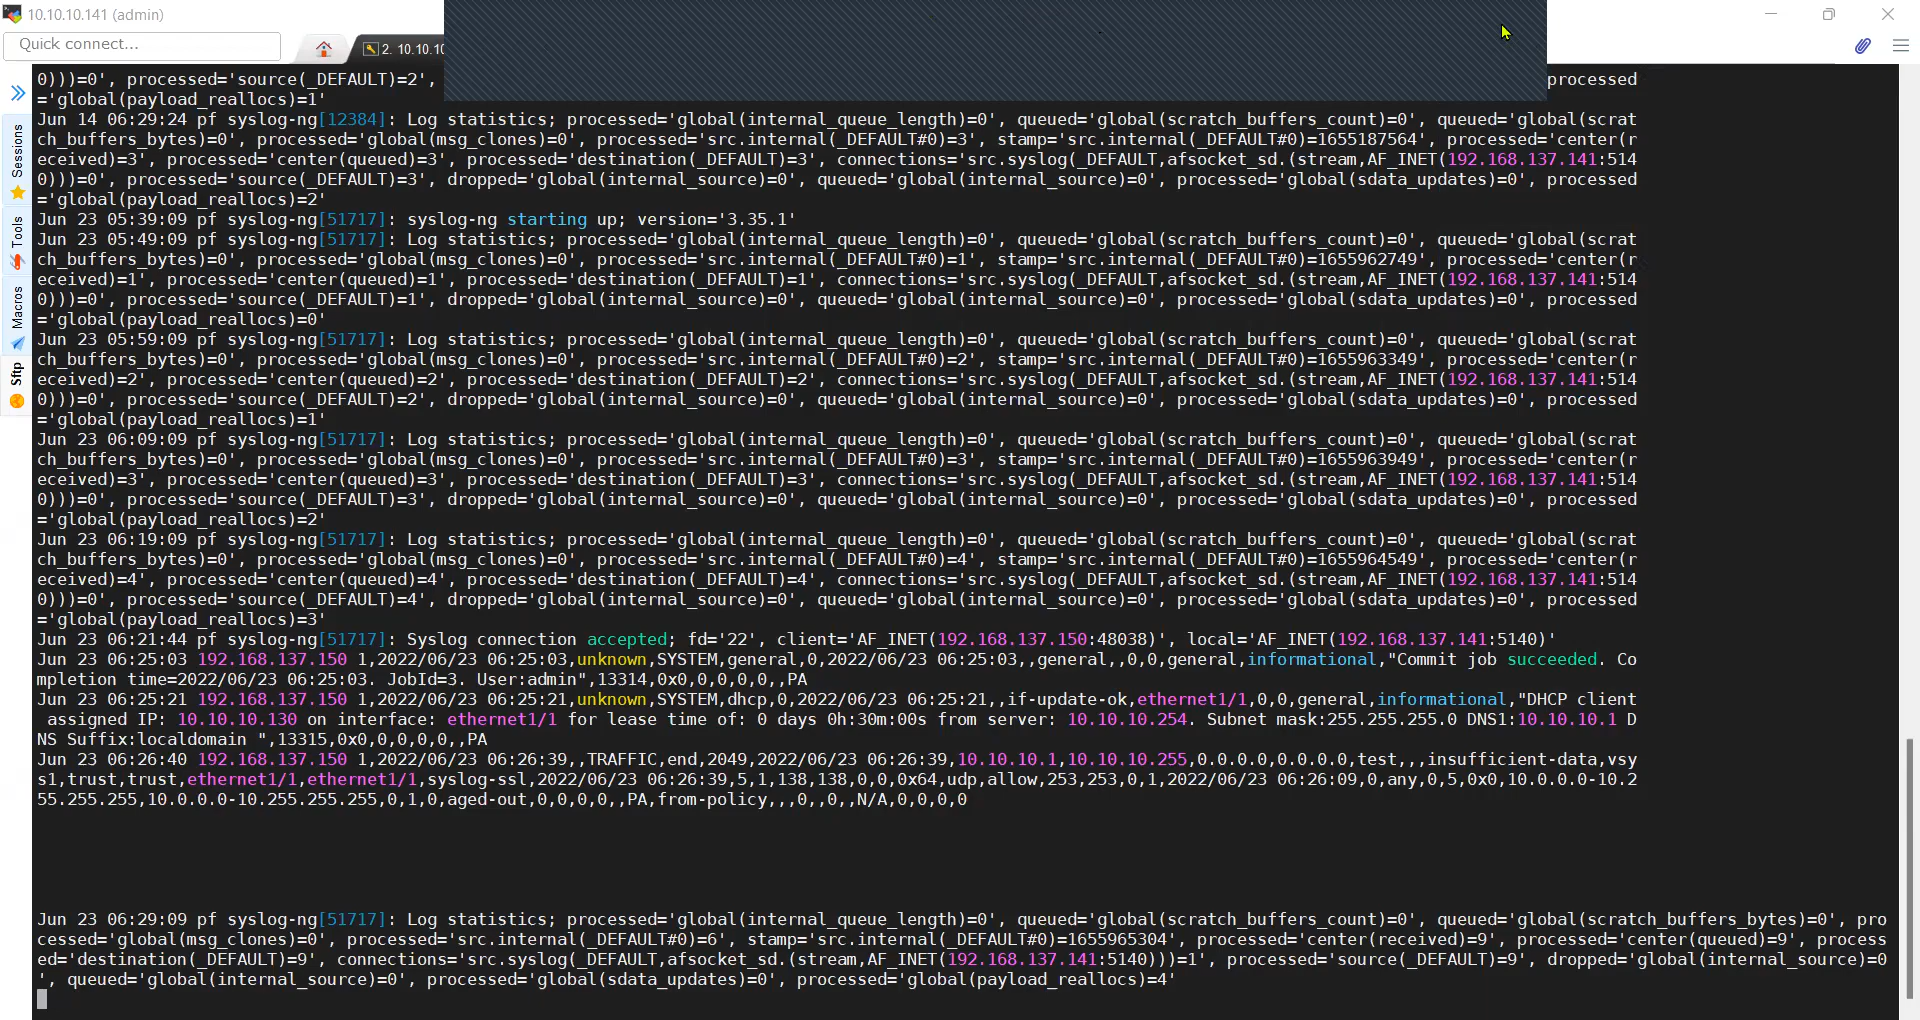 10.10.10.141 (admin)
Quick connect...
2. 10.10.10
Sessions
Tools
Macros
Sftp
0)))=0', processed='source(_DEFAULT)=2', processed
='global(payload_reallocs)=1'
Jun 14 06:29:24 pf syslog-ng[12384]: Log statistics; processed='global(internal_queue_length)=0', queued='global(scratch_buffers_count)=0', queued='global(scrat
ch_buffers_bytes)=0', processed='global(msg_clones)=0', processed='src.internal(_DEFAULT#0)=3', stamp='src.internal(_DEFAULT#0)=1655187564', processed='center(r
eceived)=3', processed='center(queued)=3', processed='destination(_DEFAULT)=3', connections='src.syslog(_DEFAULT,afsocket_sd.(stream,AF_INET(192.168.137.141:514
0)))=0', processed='source(_DEFAULT)=3', dropped='global(internal_source)=0', queued='global(internal_source)=0', processed='global(sdata_updates)=0', processed
='global(payload_reallocs)=2'
Jun 23 05:39:09 pf syslog-ng[51717]: syslog-ng starting up; version='3.35.1'
Jun 23 05:49:09 pf syslog-ng[51717]: Log statistics; processed='global(internal_queue_length)=0', queued='global(scratch_buffers_count)=0', queued='global(scrat
ch_buffers_bytes)=0', processed='global(msg_clones)=0', processed='src.internal(_DEFAULT#0)=1', stamp='src.internal(_DEFAULT#0)=1655962749', processed='center(r
eceived)=1', processed='center(queued)=1', processed='destination(_DEFAULT)=1', connections='src.syslog(_DEFAULT,afsocket_sd.(stream,AF_INET(192.168.137.141:514
0)))=0', processed='source(_DEFAULT)=1', dropped='global(internal_source)=0', queued='global(internal_source)=0', processed='global(sdata_updates)=0', processed
='global(payload_reallocs)=0'
Jun 23 05:59:09 pf syslog-ng[51717]: Log statistics; processed='global(internal_queue_length)=0', queued='global(scratch_buffers_count)=0', queued='global(scrat
ch_buffers_bytes)=0', processed='global(msg_clones)=0', processed='src.internal(_DEFAULT#0)=2', stamp='src.internal(_DEFAULT#0)=1655963349', processed='center(r
eceived)=2', processed='center(queued)=2', processed='destination(_DEFAULT)=2', connections='src.syslog(_DEFAULT,afsocket_sd.(stream,AF_INET(192.168.137.141:514
0)))=0', processed='source(_DEFAULT)=2', dropped='global(internal_source)=0', queued='global(internal_source)=0', processed='global(sdata_updates)=0', processed
='global(payload_reallocs)=1'
Jun 23 06:09:09 pf syslog-ng[51717]: Log statistics; processed='global(internal_queue_length)=0', queued='global(scratch_buffers_count)=0', queued='global(scrat
ch_buffers_bytes)=0', processed='global(msg_clones)=0', processed='src.internal(_DEFAULT#0)=3', stamp='src.internal(_DEFAULT#0)=1655963949', processed='center(r
eceived)=3', processed='center(queued)=3', processed='destination(_DEFAULT)=3', connections='src.syslog(_DEFAULT,afsocket_sd.(stream,AF_INET(192.168.137.141:514
0)))=0', processed='source(_DEFAULT)=3', dropped='global(internal_source)=0', queued='global(internal_source)=0', processed='global(sdata_updates)=0', processed
='global(payload_reallocs)=2'
Jun 23 06:19:09 pf syslog-ng[51717]: Log statistics; processed='global(internal_queue_length)=0', queued='global(scratch_buffers_count)=0', queued='global(scrat
ch_buffers_bytes)=0', processed='global(msg_clones)=0', processed='src.internal(_DEFAULT#0)=4', stamp='src.internal(_DEFAULT#0)=1655964549', processed='center(r
eceived)=4', processed='center(queued)=4', processed='destination(_DEFAULT)=4', connections='src.syslog(_DEFAULT,afsocket_sd.(stream,AF_INET(192.168.137.141:514
0)))=0', processed='source(_DEFAULT)=4', dropped='global(internal_source)=0', queued='global(internal_source)=0', processed='global(sdata_updates)=0', processed
='global(payload_reallocs)=3'
Jun 23 06:21:44 pf syslog-ng[51717]: Syslog connection accepted; fd='22', client='AF_INET(192.168.137.150:48038)', local='AF_INET(192.168.137.141:5140)'
Jun 23 06:25:03 192.168.137.150 1,2022/06/23 06:25:03,unknown,SYSTEM,general,0,2022/06/23 06:25:03,,general,,0,0,general,informational,"Commit job succeeded. Co
mpletion time=2022/06/23 06:25:03. JobId=3. User:admin",13314,0x0,0,0,0,0,,PA
Jun 23 06:25:21 192.168.137.150 1,2022/06/23 06:25:21,unknown,SYSTEM,dhcp,0,2022/06/23 06:25:21,,if-update-ok,ethernet1/1,0,0,general,informational,"DHCP client
 assigned IP: 10.10.10.130 on interface: ethernet1/1 for lease time of: 0 days 0h:30m:00s from server: 10.10.10.254. Subnet mask:255.255.255.0 DNS1:10.10.10.1 D
NS Suffix:localdomain ",13315,0x0,0,0,0,0,,PA
Jun 23 06:26:40 192.168.137.150 1,2022/06/23 06:26:39,,TRAFFIC,end,2049,2022/06/23 06:26:39,10.10.10.1,10.10.10.255,0.0.0.0,0.0.0.0,test,,,insufficient-data,vsy
s1,trust,trust,ethernet1/1,ethernet1/1,syslog-ssl,2022/06/23 06:26:39,5,1,138,138,0,0,0x64,udp,allow,253,253,0,1,2022/06/23 06:26:09,0,any,0,5,0x0,10.0.0.0-10.2
55.255.255,10.0.0.0-10.255.255.255,0,1,0,aged-out,0,0,0,0,,PA,from-policy,,,0,,0,,N/A,0,0,0,0
Jun 23 06:29:09 pf syslog-ng[51717]: Log statistics; processed='global(internal_queue_length)=0', queued='global(scratch_buffers_count)=0', queued='global(scratch_buffers_bytes)=0', pro
cessed='global(msg_clones)=0', processed='src.internal(_DEFAULT#0)=6', stamp='src.internal(_DEFAULT#0)=1655965304', processed='center(received)=9', processed='center(queued)=9', process
ed='destination(_DEFAULT)=9', connections='src.syslog(_DEFAULT,afsocket_sd.(stream,AF_INET(192.168.137.141:5140)))=1', processed='source(_DEFAULT)=9', dropped='global(internal_source)=0
', queued='global(internal_source)=0', processed='global(sdata_updates)=0', processed='global(payload_reallocs)=4'